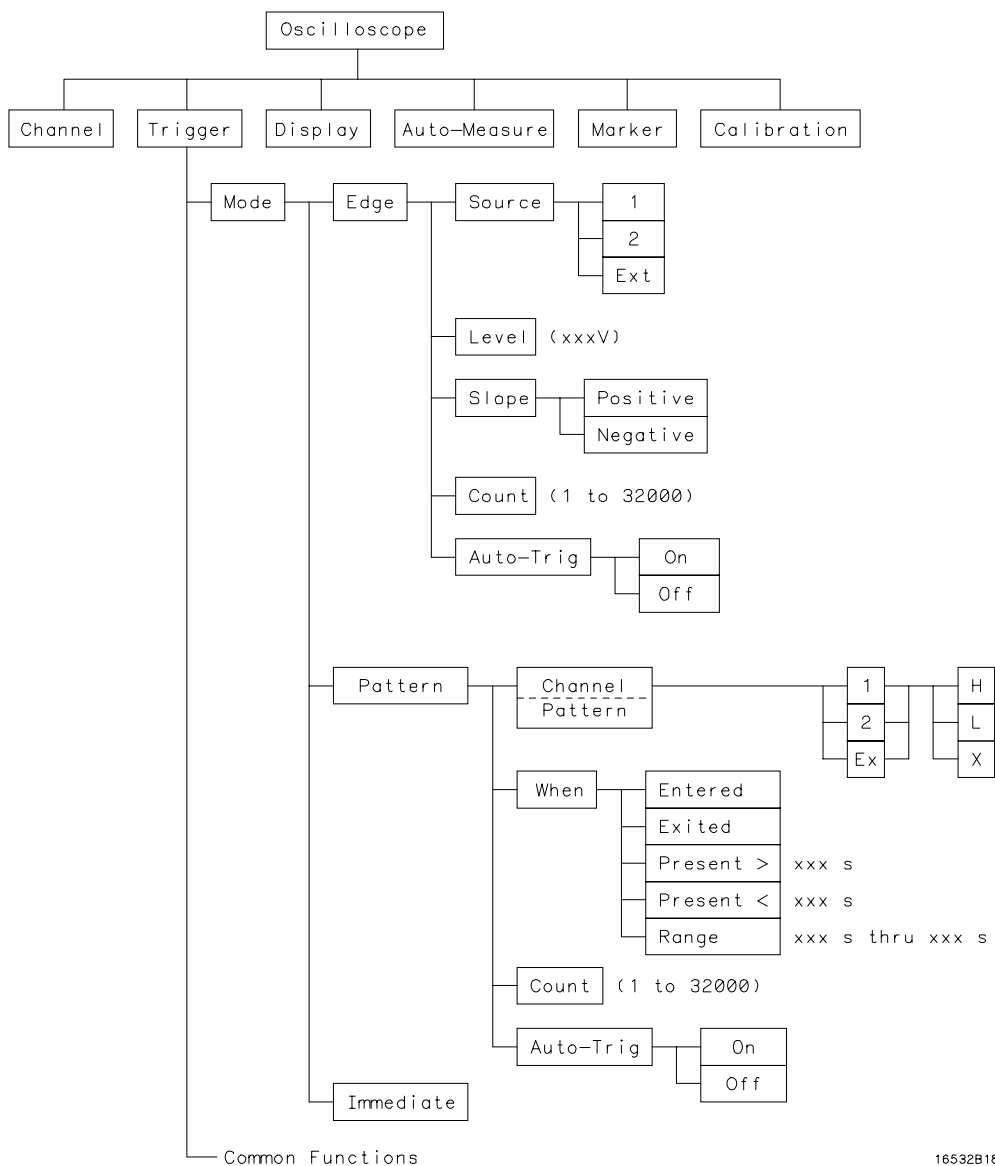 Oscilloscope
Channel
Trigger
Display
Auto-Measure
Marker
Calibration
Mode
Edge
Source
1
2
Ext
Level (xxxV)
Slope
Positive
Negative
Count (1 to 32000)
Auto-Trig
On
Off
Pattern
Channel
Pattern
1
2
Ex
H
L
X
When
Entered
Exited
Present > xxx s
Present < xxx s
Range xxx s thru xxx s
Count (1 to 32000)
Auto-Trig
On
Off
Immediate
Common Functions
16532B18